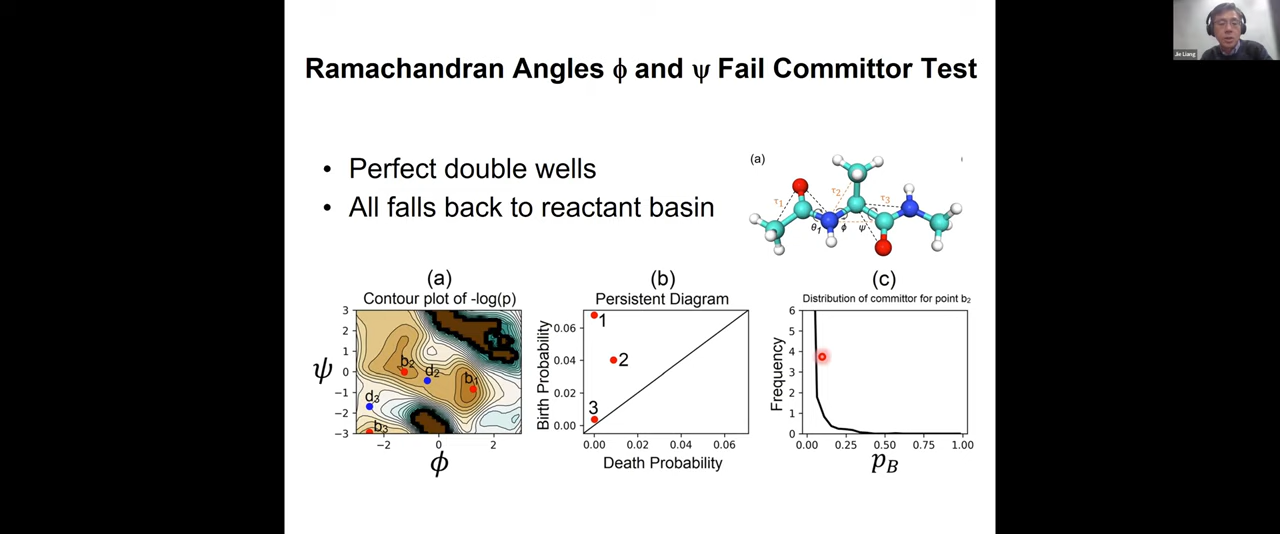 Jie Liang
Ramachandran Angles ϕ and ψ Fail Committor Test
• Perfect double wells
• All falls back to reactant basin
(a)
τ1
τ2
τ3
θ1
ϕ
ψ
(a)
Contour plot of -log(p)
ψ
3
2
1
0
−1
−2
−3
b2
d2
b1
d3
b3
−2
0
2
ϕ
(b)
Persistent Diagram
Birth Probability
0.06
0.04
0.02
0.00
1
2
3
0.00 0.02 0.04 0.06
Death Probability
(c)
Distribution of committor for point b2
Frequency
6
5
4
3
2
1
0
0.00 0.25 0.50 0.75 1.00
pB